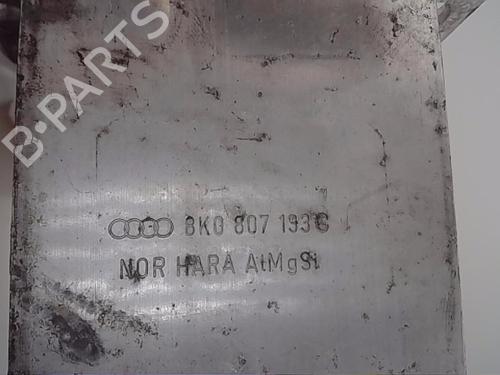 B-PARTS
8K0 807 193 C
NOR HARA AlMgSi